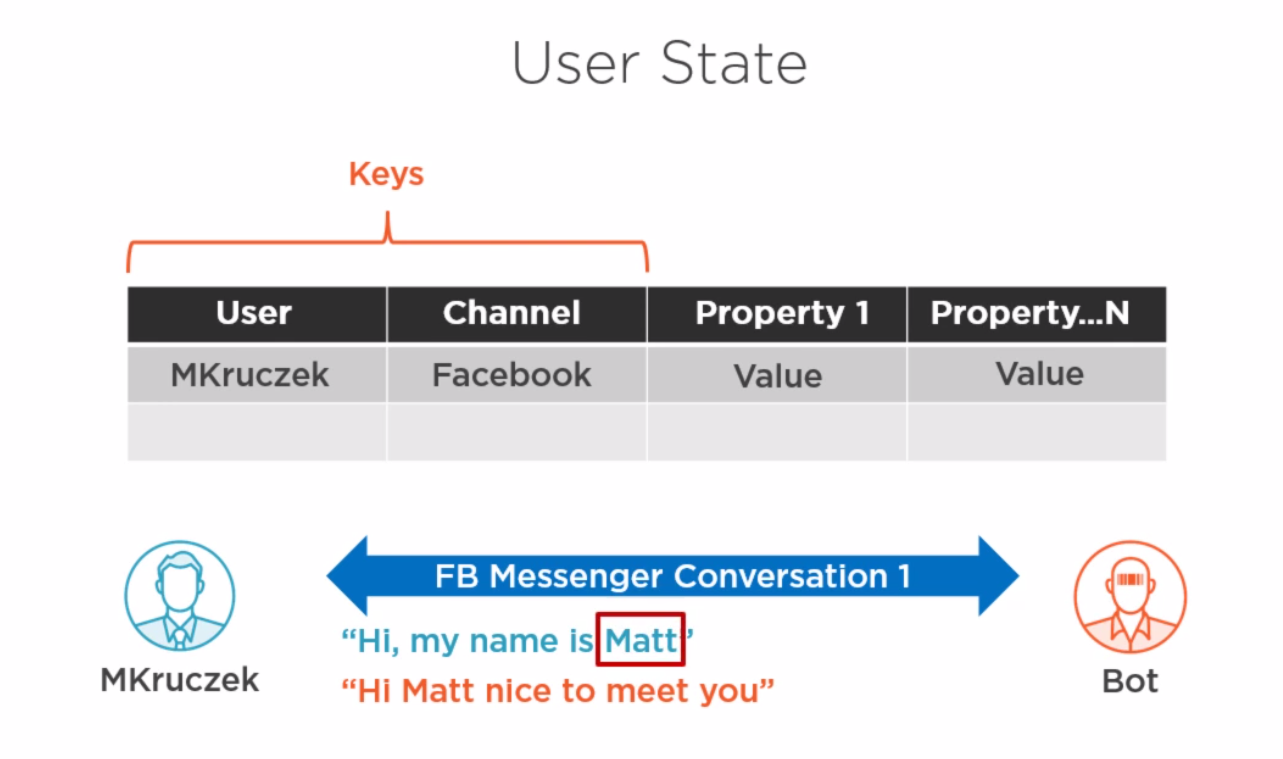 User State
Keys
User Channel Property 1 Property...N
MKruczek Facebook Value Value
FB Messenger Conversation 1
“Hi, my name is Matt”
“Hi Matt nice to meet you”
MKruczek
Bot